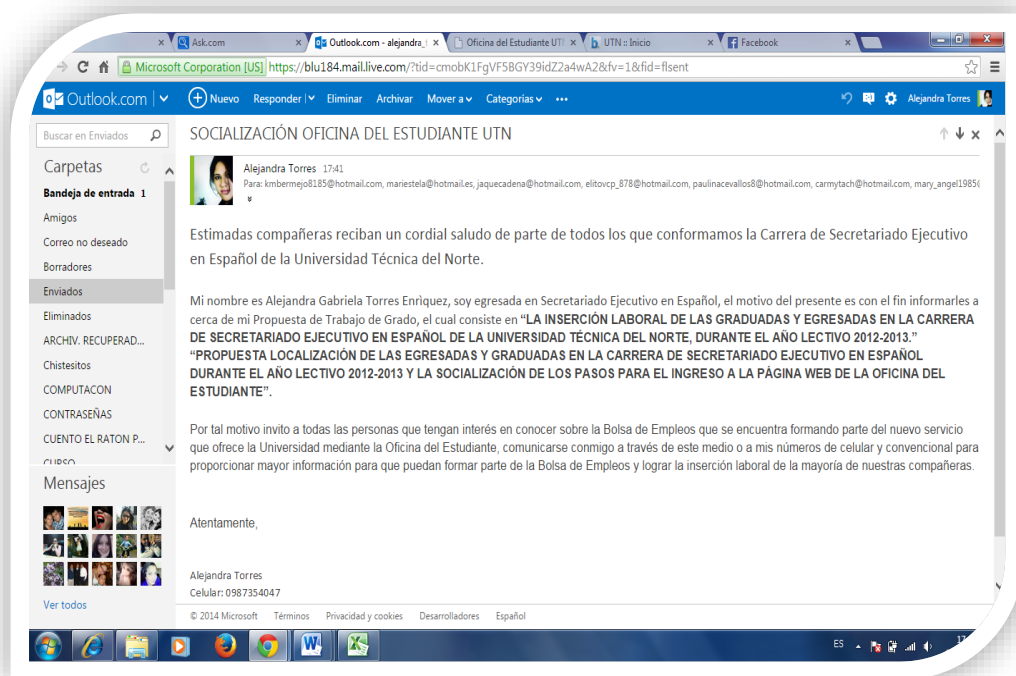 Ask.com
Outlook.com - alejandra_t
Oficina del Estudiante UT
UTN :: Inicio
Facebook
Microsoft Corporation [US] https://blu184.mail.live.com/?tid=cmobK1FgVF5BGY39idZ2a4wA2&fv=1&fid=flsent
Outlook.com
Nuevo Responder Eliminar Archivar Mover a Categorías
Alejandra Torres
Buscar en Enviados
SOCIALIZACIÓN OFICINA DEL ESTUDIANTE UTN
Carpetas
Bandeja de entrada 1
Amigos
Correo no deseado
Borradores
Enviados
Eliminados
ARCHIV. RECUPERAD...
Chistesitos
COMPUTACON
CONTRASEÑAS
CUENTO EL RATON P...
CURSO
Mensajes
Ver todos
Alejandra Torres 17:41
Para: kmbermejo8185@hotmail.com, mariestela@hotmail.es, jaquecadena@hotmail.com, elitovcp_878@hotmail.com, paulinacevallos8@hotmail.com, carmytach@hotmail.com, mary_angel1985(
Estimadas compañeras reciban un cordial saludo de parte de todos los que conformamos la Carrera de Secretariado Ejecutivo
en Español de la Universidad Técnica del Norte.
Mi nombre es Alejandra Gabriela Torres Enrìquez, soy egresada en Secretariado Ejecutivo en Español, el motivo del presente es con el fin informarles a
cerca de mi Propuesta de Trabajo de Grado, el cual consiste en “LA INSERCIÓN LABORAL DE LAS GRADUADAS Y EGRESADAS EN LA CARRERA
DE SECRETARIADO EJECUTIVO EN ESPAÑOL DE LA UNIVERSIDAD TÉCNICA DEL NORTE, DURANTE EL AÑO LECTIVO 2012-2013.”
“PROPUESTA LOCALIZACIÓN DE LAS EGRESADAS Y GRADUADAS EN LA CARRERA DE SECRETARIADO EJECUTIVO EN ESPAÑOL
DURANTE EL AÑO LECTIVO 2012-2013 Y LA SOCIALIZACIÓN DE LOS PASOS PARA EL INGRESO A LA PÁGINA WEB DE LA OFICINA DEL
ESTUDIANTE”.
Por tal motivo invito a todas las personas que tengan interés en conocer sobre la Bolsa de Empleos que se encuentra formando parte del nuevo servicio
que ofrece la Universidad mediante la Oficina del Estudiante, comunicarse conmigo a través de este medio o a mis números de celular y convencional para
proporcionar mayor información para que puedan formar parte de la Bolsa de Empleos y lograr la inserción laboral de la mayoría de nuestras compañeras.
Atentamente,
Alejandra Torres
Celular: 0987354047
© 2014 Microsoft Términos Privacidad y cookies Desarrolladores Español
ES